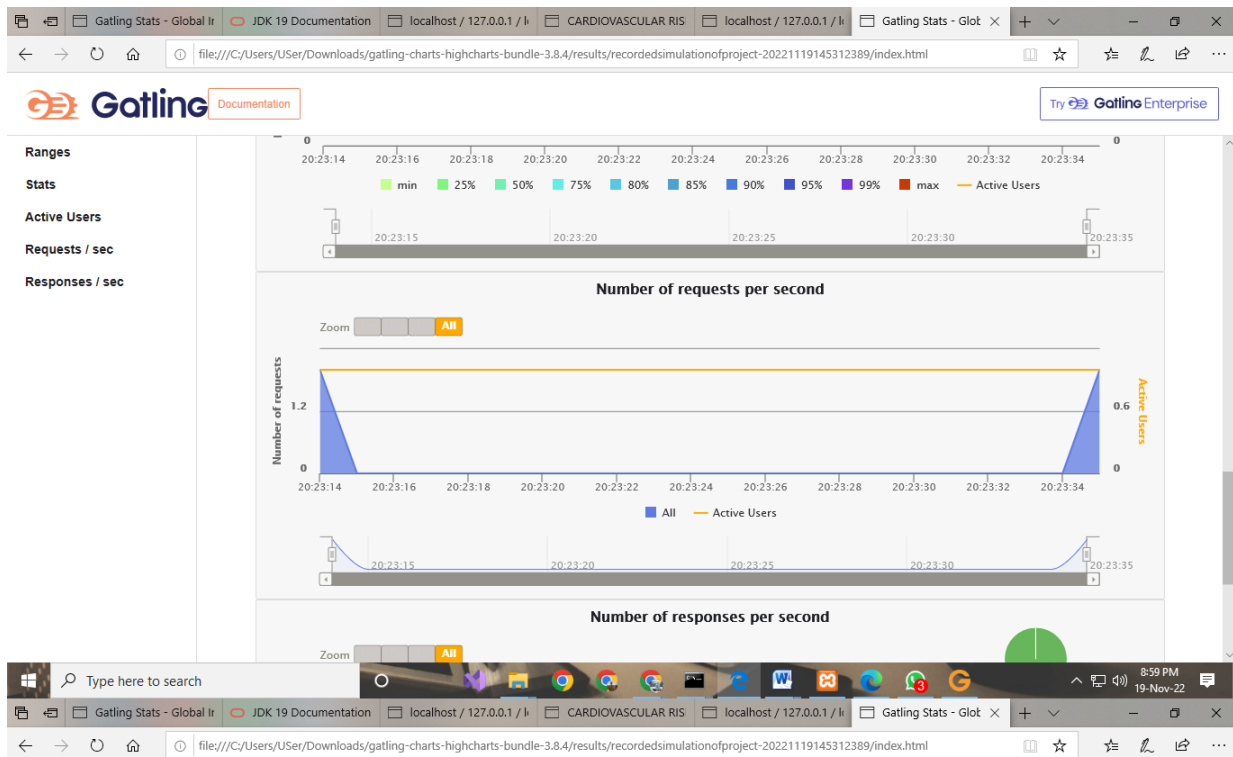 Gatling Stats - Global Ir JDK 19 Documentation localhost / 127.0.0.1 / l CARDIOVASCULAR RIS localhost / 127.0.0.1 / l Gatling Stats - Glob
file:///C:/Users/USer/Downloads/gatling-charts-highcharts-bundle-3.8.4/results/recordedsimulationofproject-20221119145312389/index.html
Gatling Documentation Try Gatling Enterprise
Ranges
Stats
Active Users
Requests / sec
Responses / sec
0 0
20:23:14 20:23:16 20:23:18 20:23:20 20:23:22 20:23:24 20:23:26 20:23:28 20:23:30 20:23:32 20:23:34
min 25% 50% 75% 80% 85% 90% 95% 99% max Active Users
20:23:15 20:23:20 20:23:25 20:23:30 20:23:35
Number of requests per second
Zoom All
Number of requests
Active Users
1.2 0.6
0 0
20:23:14 20:23:16 20:23:18 20:23:20 20:23:22 20:23:24 20:23:26 20:23:28 20:23:30 20:23:32 20:23:34
All Active Users
20:23:15 20:23:20 20:23:25 20:23:30 20:23:35
Number of responses per second
Zoom All
Type here to search 3 8:59 PM
19-Nov-22
Gatling Stats - Global Ir JDK 19 Documentation localhost / 127.0.0.1 / l CARDIOVASCULAR RIS localhost / 127.0.0.1 / l Gatling Stats - Glob
file:///C:/Users/USer/Downloads/gatling-charts-highcharts-bundle-3.8.4/results/recordedsimulationofproject-20221119145312389/index.html